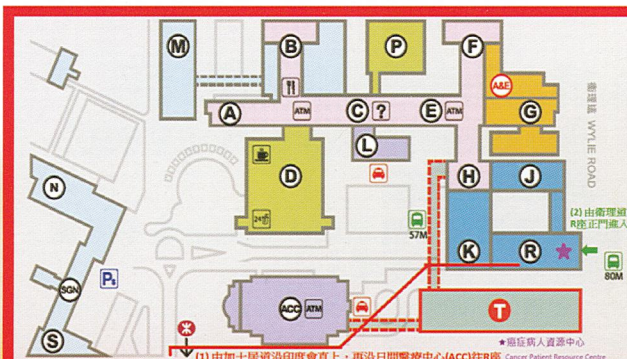 M
B
P
F
A&E
A
ATM
C
?
E
ATM
G
衛理道 WYLIE ROAD
L
D
24
H
J
N
(2) 由衛理道
R座正門進入
57M
K
R
80M
P$
SGN
ACC
ATM
T
S
★癌症病人資源中心
(1) 由加士居道沿印度會直上，再沿日間醫療中心(ACC)往R座
Cancer Patient Resource Centre